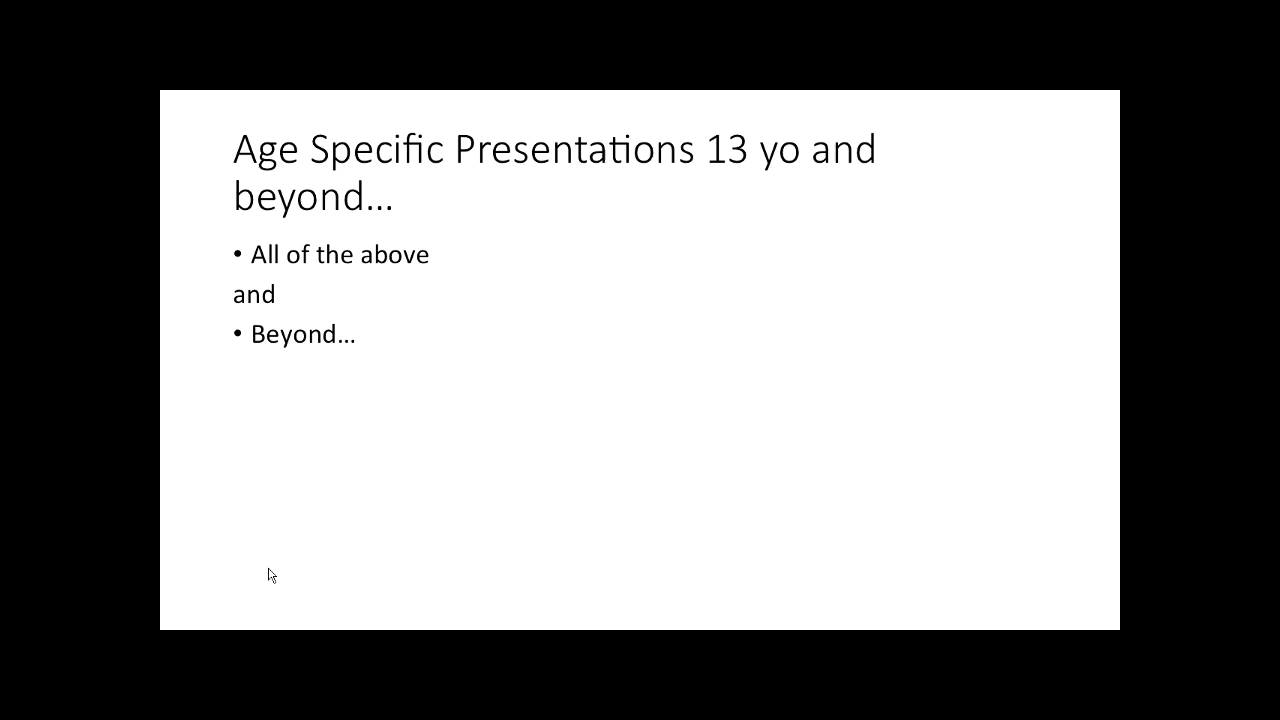 Age Specific Presentations 13 yo and
beyond...
• All of the above
and
• Beyond...